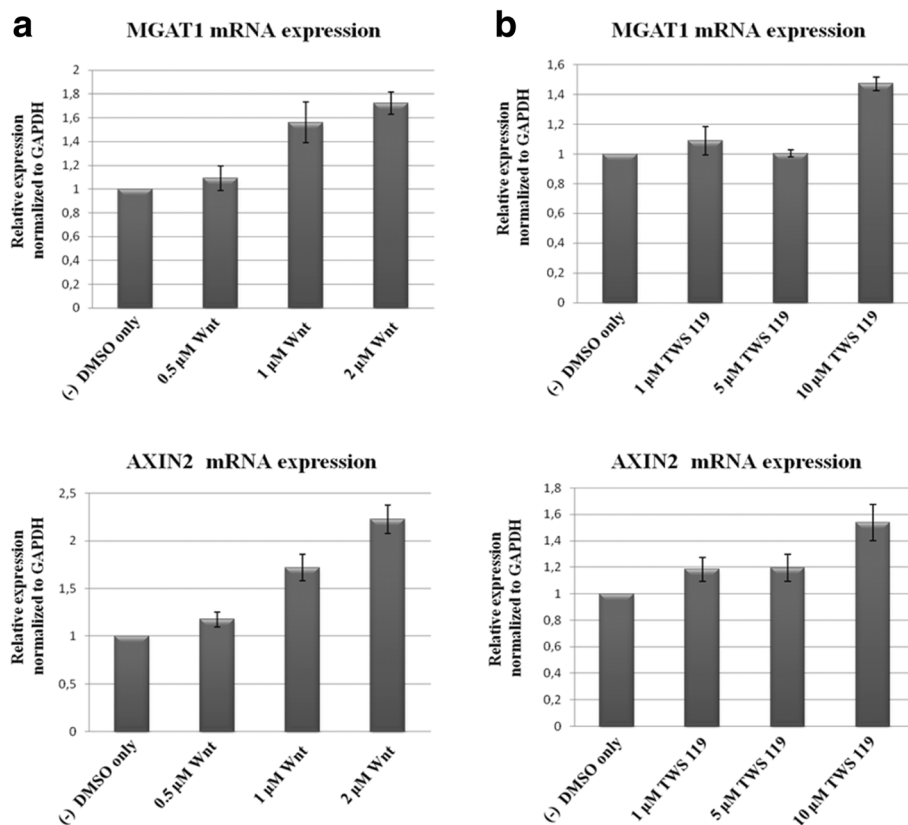 a
MGAT1 mRNA expression
Relative expression
normalized to GAPDH
2
1,8
1,6
1,4
1,2
1
0,8
0,6
0,4
0,2
0
(-) DMSO only
0.5 µM Wnt
1 µM Wnt
2 µM Wnt
b
MGAT1 mRNA expression
Relative expression
normalized to GAPDH
1,6
1,4
1,2
1
0,8
0,6
0,4
0,2
0
(-) DMSO only
1 µM TWS 119
5 µM TWS 119
10 µM TWS 119
AXIN2 mRNA expression
Relative expression
normalized to GAPDH
2,5
2
1,5
1
0,5
0
(-) DMSO only
0.5 µM Wnt
1 µM Wnt
2 µM Wnt
AXIN2 mRNA expression
Relative expression
normalized to GAPDH
1,8
1,6
1,4
1,2
1
0,8
0,6
0,4
0,2
0
(-) DMSO only
1 µM TWS 119
5 µM TWS 119
10 µM TWS 119